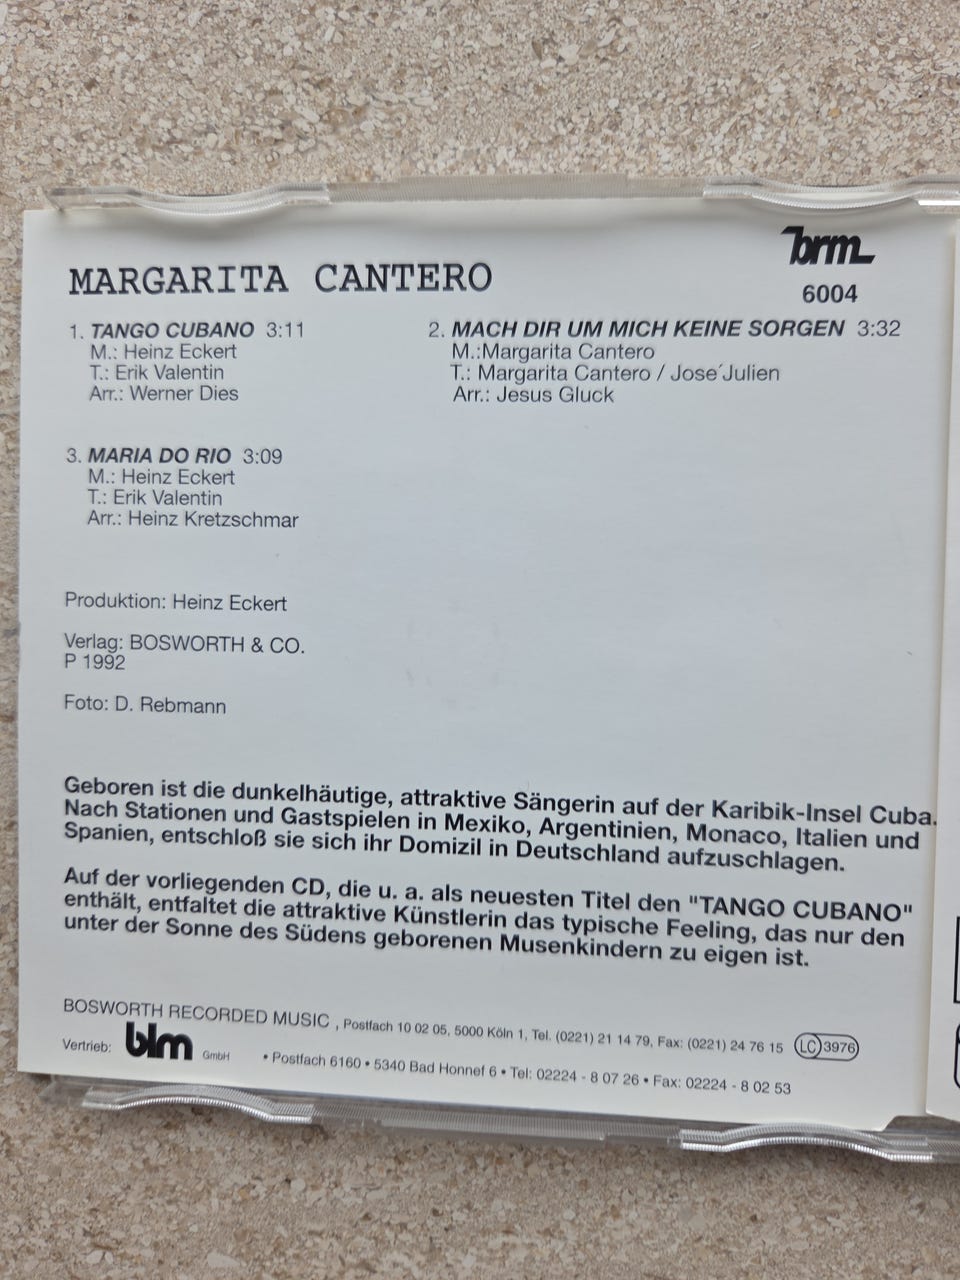 brm
MARGARITA CANTERO
6004
1. TANGO CUBANO 3:11
M.: Heinz Eckert
T.: Erik Valentin
Arr.: Werner Dies
2. MACH DIR UM MICH KEINE SORGEN 3:32
M.:Margarita Cantero
T.: Margarita Cantero / Jose´Julien
Arr.: Jesus Gluck
3. MARIA DO RIO 3:09
M.: Heinz Eckert
T.: Erik Valentin
Arr.: Heinz Kretzschmar
Produktion: Heinz Eckert
Verlag: BOSWORTH & CO.
P 1992
Foto: D. Rebmann
Geboren ist die dunkelhäutige, attraktive Sängerin auf der Karibik-Insel Cuba.
Nach Stationen und Gastspielen in Mexiko, Argentinien, Monaco, Italien und
Spanien, entschloß sie sich ihr Domizil in Deutschland aufzuschlagen.
Auf der vorliegenden CD, die u. a. als neuesten Titel den "TANGO CUBANO"
enthält, entfaltet die attraktive Künstlerin das typische Feeling, das nur den
unter der Sonne des Südens geborenen Musenkindern zu eigen ist.
BOSWORTH RECORDED MUSIC , Postfach 10 02 05, 5000 Köln 1, Tel. (0221) 21 14 79, Fax: (0221) 24 76 15 LC 3976
Vertrieb: blm GmbH • Postfach 6160 • 5340 Bad Honnef 6 • Tel: 02224 - 8 07 26 • Fax: 02224 - 8 02 53